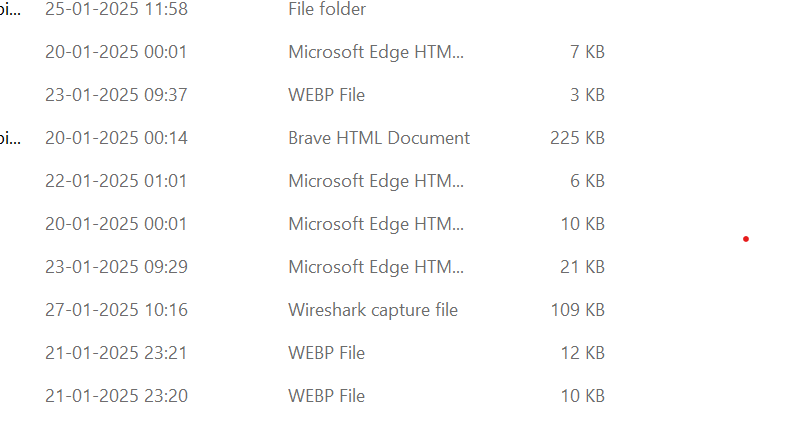 pi... 25-01-2025 11:58 File folder
20-01-2025 00:01 Microsoft Edge HTM... 7 KB
23-01-2025 09:37 WEBP File 3 KB
pi... 20-01-2025 00:14 Brave HTML Document 225 KB
22-01-2025 01:01 Microsoft Edge HTM... 6 KB
20-01-2025 00:01 Microsoft Edge HTM... 10 KB
23-01-2025 09:29 Microsoft Edge HTM... 21 KB
27-01-2025 10:16 Wireshark capture file 109 KB
21-01-2025 23:21 WEBP File 12 KB
21-01-2025 23:20 WEBP File 10 KB